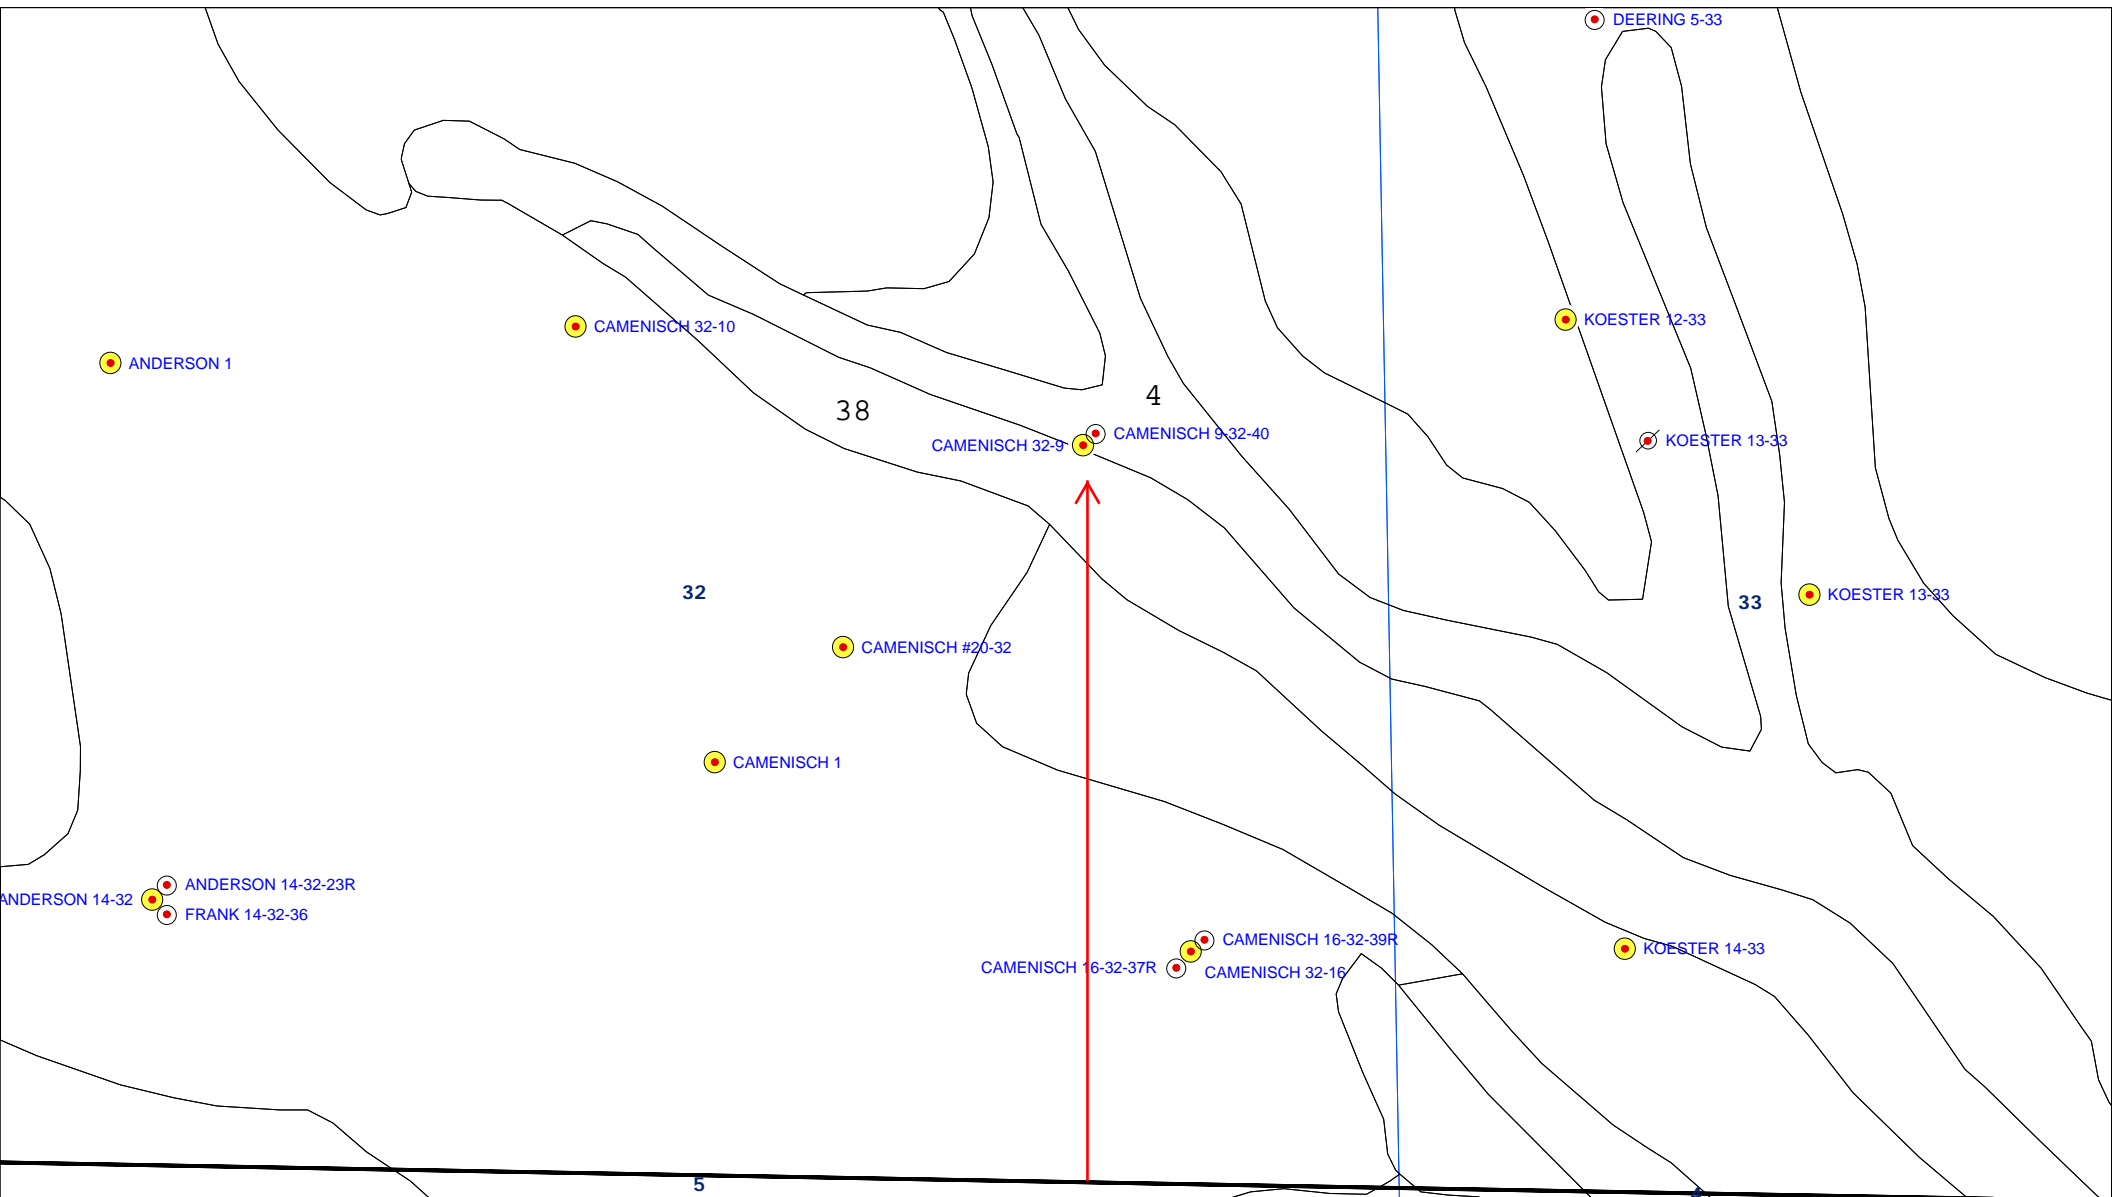 DEERING 5-33
CAMENISCH 32-10
KOESTER 12-33
ANDERSON 1
4
38
CAMENISCH 9-32-40
CAMENISCH 32-9
KOESTER 13-33
32
KOESTER 13-33
33
CAMENISCH #20-32
CAMENISCH 1
ANDERSON 14-32-23R
ANDERSON 14-32
FRANK 14-32-36
CAMENISCH 16-32-39R
KOESTER 14-33
CAMENISCH 16-32-37R
CAMENISCH 32-16
5
4